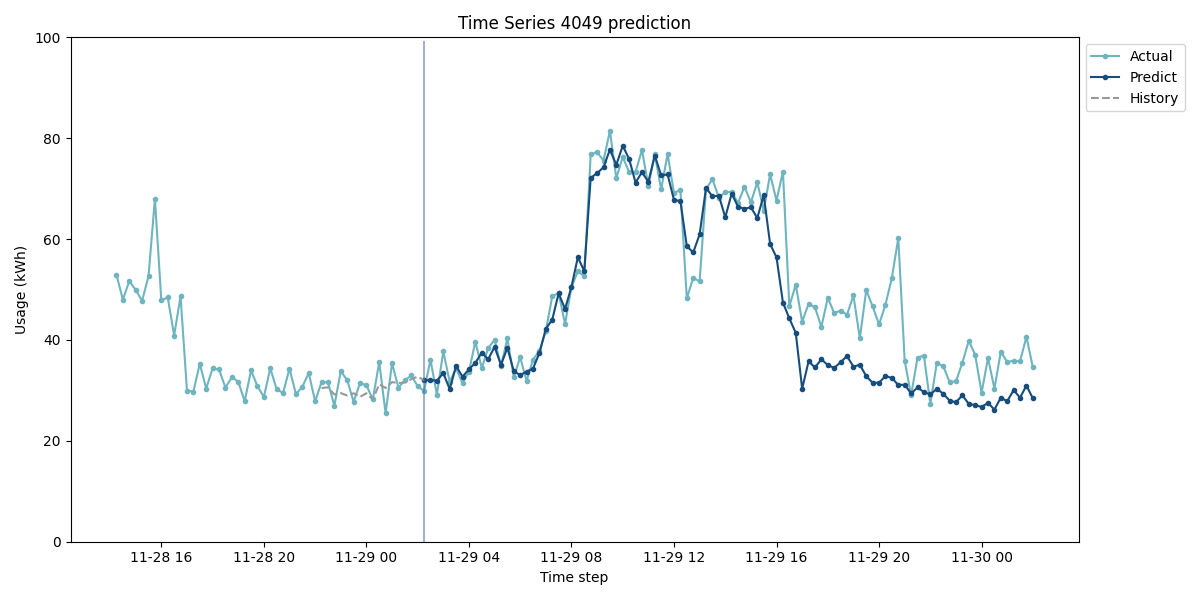 Time Series 4049 prediction
100
80
60
40
20
0
Usage (kWh)
11-28 16
11-28 20
11-29 00
11-29 04
11-29 08
11-29 12
11-29 16
11-29 20
11-30 00
Time step
Actual
Predict
History